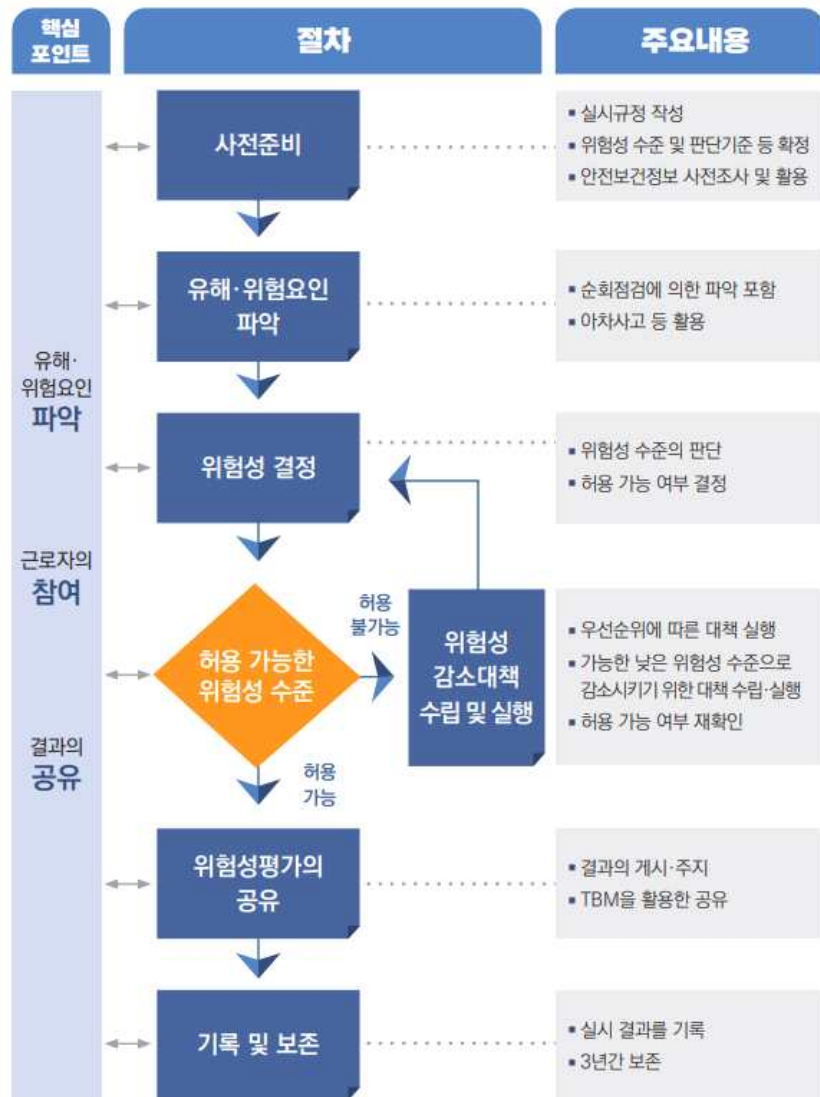 핵심
포인트
절차
주요내용
사전준비
▪ 실시규정 작성
▪ 위험성 수준 및 판단기준 등 확정
▪ 안전보건정보 사전조사 및 활용
유해·위험요인
파악
▪ 순회점검에 의한 파악 포함
▪ 아차사고 등 활용
유해·
위험요인
파악
위험성 결정
▪ 위험성 수준의 판단
▪ 허용 가능 여부 결정
근로자의
참여
허용 가능한
위험성 수준
허용
불가능
위험성
감소대책
수립 및 실행
▪ 우선순위에 따른 대책 실행
▪ 가능한 낮은 위험성 수준으로
감소시키기 위한 대책 수립·실행
▪ 허용 가능 여부 재확인
결과의
공유
허용
가능
위험성평가의
공유
▪ 결과의 게시·주지
▪ TBM을 활용한 공유
기록 및 보존
▪ 실시 결과를 기록
▪ 3년간 보존